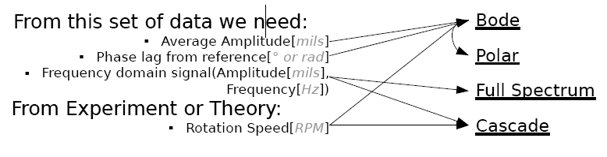 From this set of data we need:
▪ Average Amplitude[mils]
▪ Phase lag from reference[° or rad]
▪ Frequency domain signal(Amplitude[mils],
Frequency[Hz])
From Experiment or Theory:
▪ Rotation Speed[RPM]
Bode
Polar
Full Spectrum
Cascade